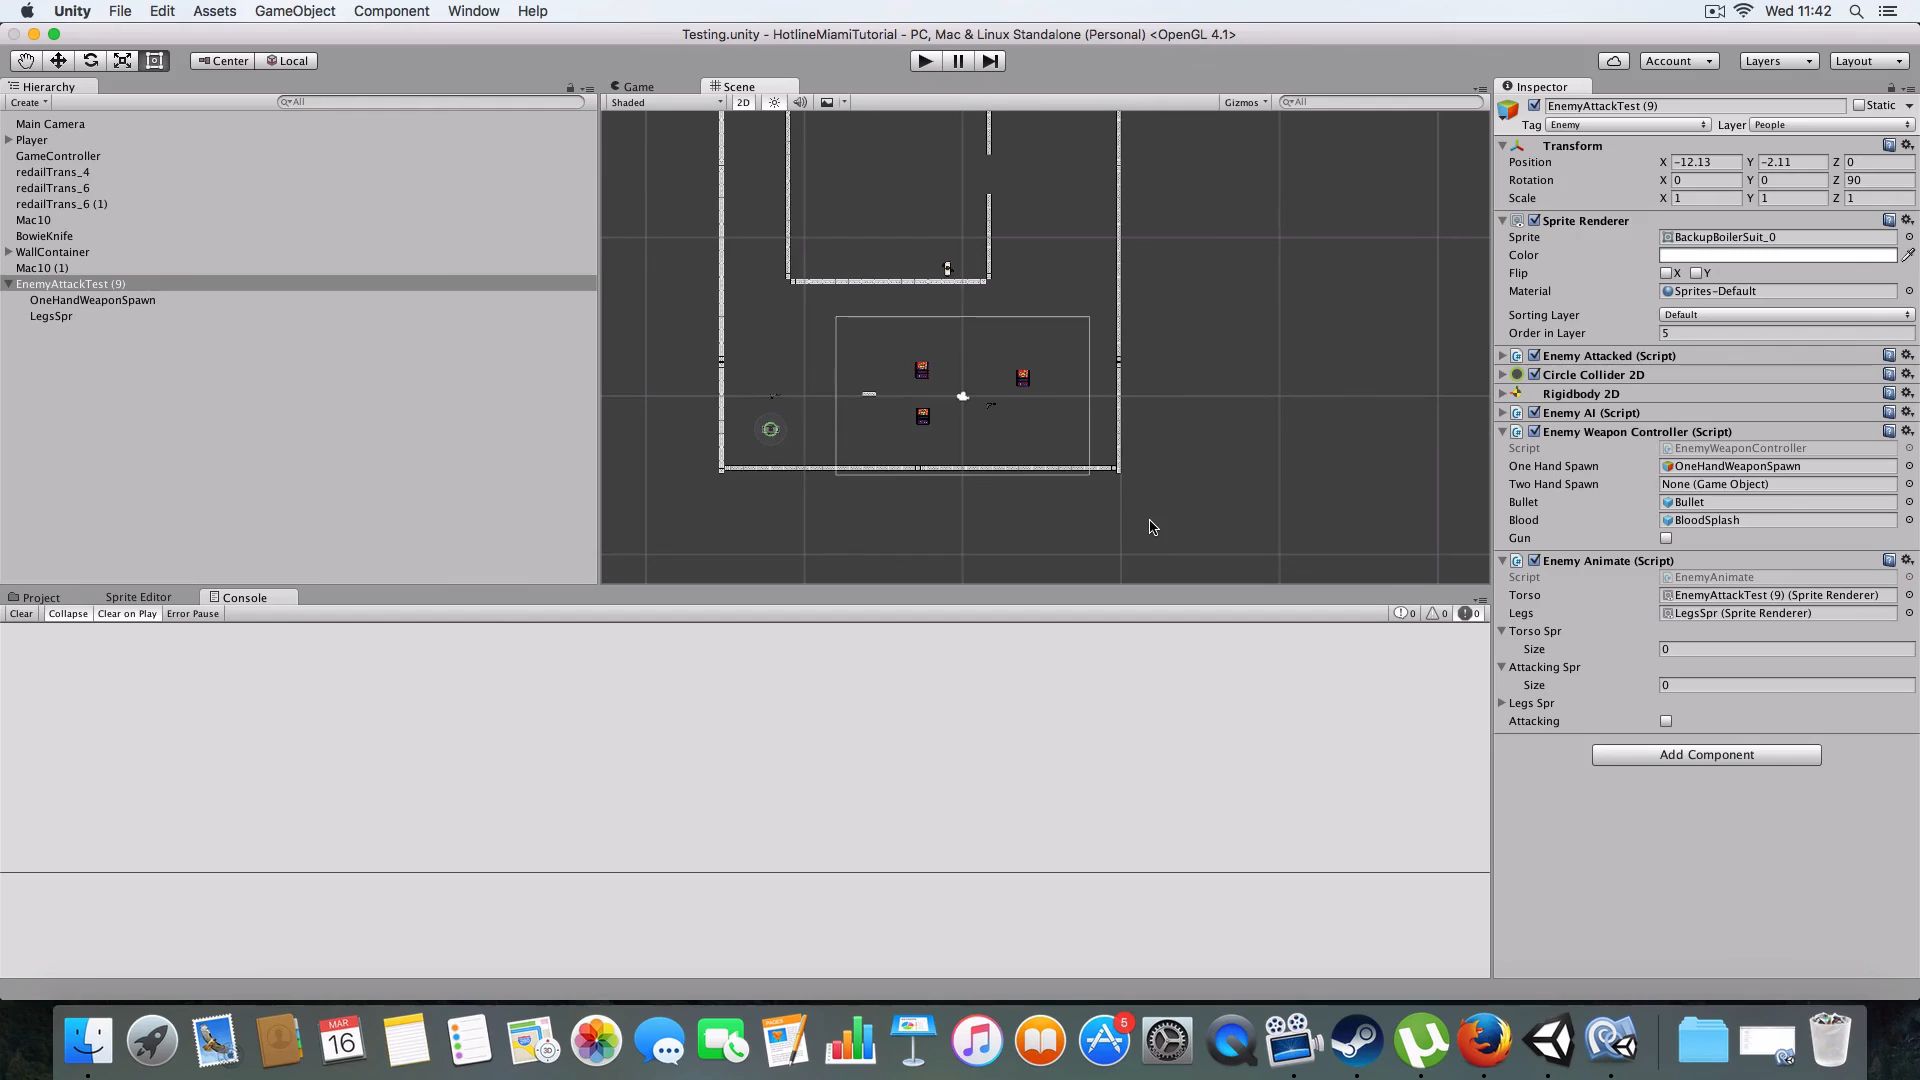 Unity File Edit Assets GameObject Component Window Help Wed 11:42
Testing.unity - HotlineMiamiTutorial - PC, Mac & Linux Standalone (Personal) <OpenGL 4.1>
Center Local Account Layers Layout
Hierarchy
Create All
Main Camera
Player
GameController
redailTrans_4
redailTrans_6
redailTrans_6 (1)
Mac10
BowieKnife
WallContainer
Mac10 (1)
EnemyAttackTest (9)
OneHandWeaponSpawn
LegsSpr
Game Scene
Shaded 2D Gizmos All
Inspector
EnemyAttackTest (9) Static
Tag Enemy Layer People
Transform
Position X -12.13 Y -2.11 Z 0
Rotation X 0 Y 0 Z 90
Scale X 1 Y 1 Z 1
Sprite Renderer
Sprite BackupBoilerSuit_0
Color
Flip X Y
Material Sprites-Default
Sorting Layer Default
Order in Layer 5
Enemy Attacked (Script)
Circle Collider 2D
Rigidbody 2D
Enemy AI (Script)
Enemy Weapon Controller (Script)
Script EnemyWeaponController
One Hand Spawn OneHandWeaponSpawn
Two Hand Spawn None (Game Object)
Bullet Bullet
Blood BloodSplash
Gun
Enemy Animate (Script)
Script EnemyAnimate
Torso EnemyAttackTest (9) (Sprite Renderer)
Legs LegsSpr (Sprite Renderer)
Torso Spr
Size 0
Attacking Spr
Size 0
Legs Spr
Attacking
Add Component
Project Sprite Editor Console
Clear Collapse Clear on Play Error Pause 0 0 0
MAR
16
3D
PAGES
5